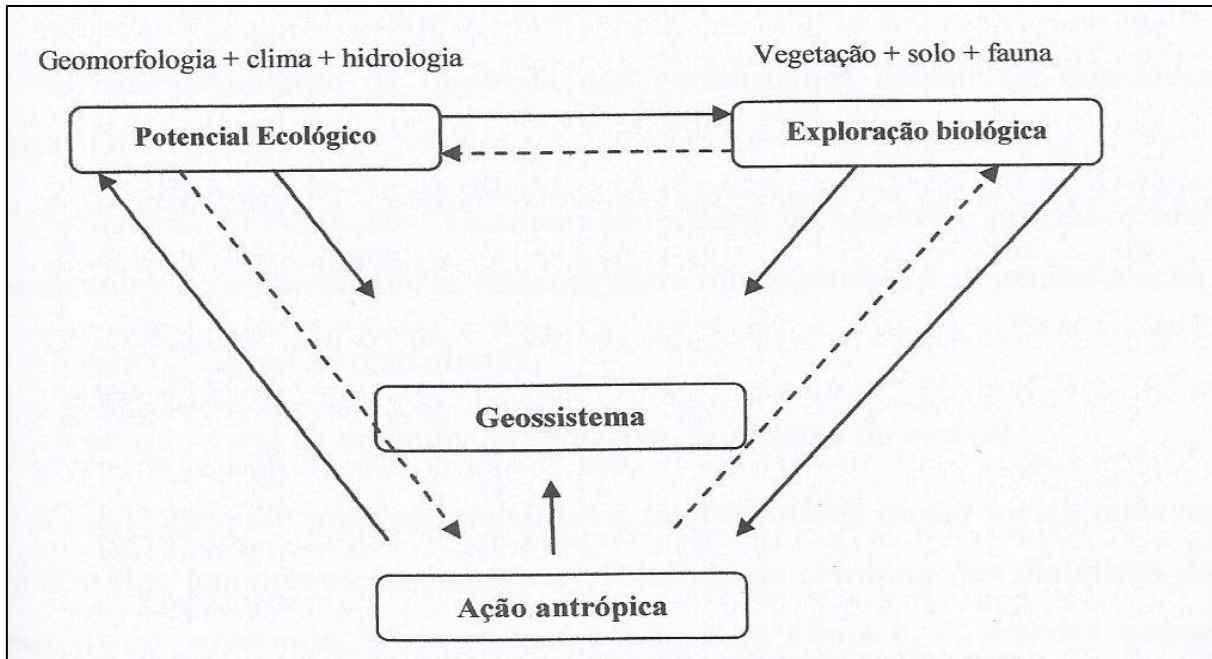 Geomorfologia + clima + hidrologia
Vegetação + solo + fauna
Potencial Ecológico
Exploração biológica
Geossistema
Ação antrópica